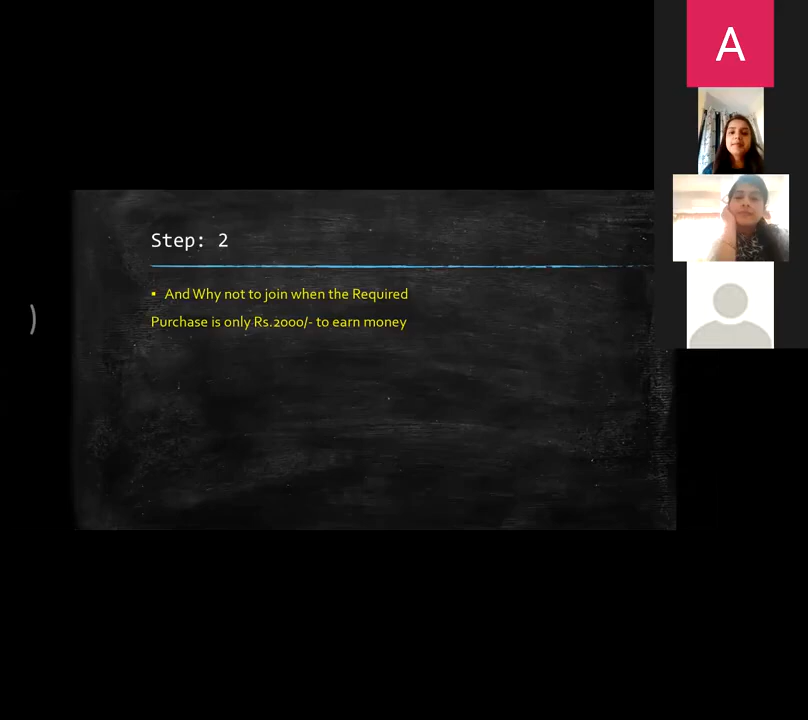 A
Step: 2
▪ And Why not to join when the Required
Purchase is only Rs.2000/- to earn money